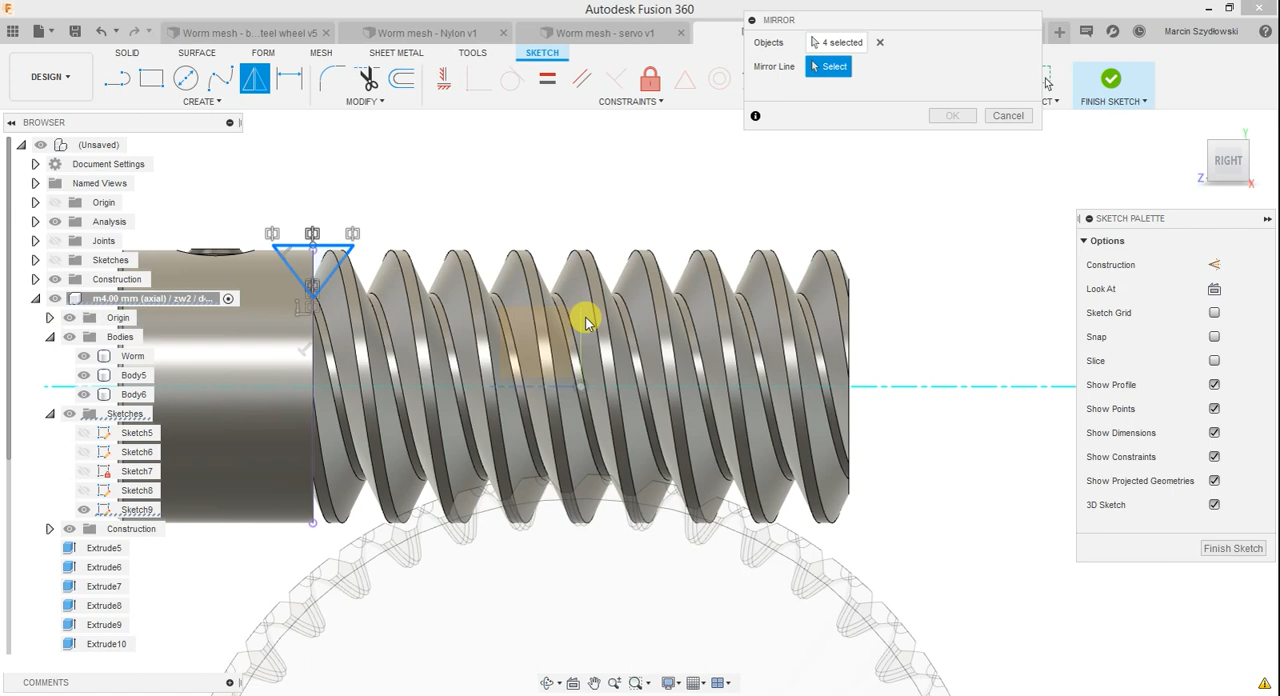 Autodesk Fusion 360
Worm mesh - b...teel wheel v5
Worm mesh - Nylon v1
Worm mesh - servo v1
Marcin Szydłowski
MIRROR
Objects
4 selected
Mirror Line
Select
OK
Cancel
SOLID
SURFACE
FORM
MESH
SHEET METAL
TOOLS
SKETCH
DESIGN
CREATE
MODIFY
CONSTRAINTS
FINISH SKETCH
BROWSER
(Unsaved)
Document Settings
Named Views
Origin
Analysis
Joints
Sketches
Construction
m4.00 mm (axial) / zw2 / d-...
Origin
Bodies
Worm
Body5
Body6
Sketches
Sketch5
Sketch6
Sketch7
Sketch8
Sketch9
Construction
Extrude5
Extrude6
Extrude7
Extrude8
Extrude9
Extrude10
COMMENTS
Y
RIGHT
Z
X
SKETCH PALETTE
Options
Construction
Look At
Sketch Grid
Snap
Slice
Show Profile
Show Points
Show Dimensions
Show Constraints
Show Projected Geometries
3D Sketch
Finish Sketch